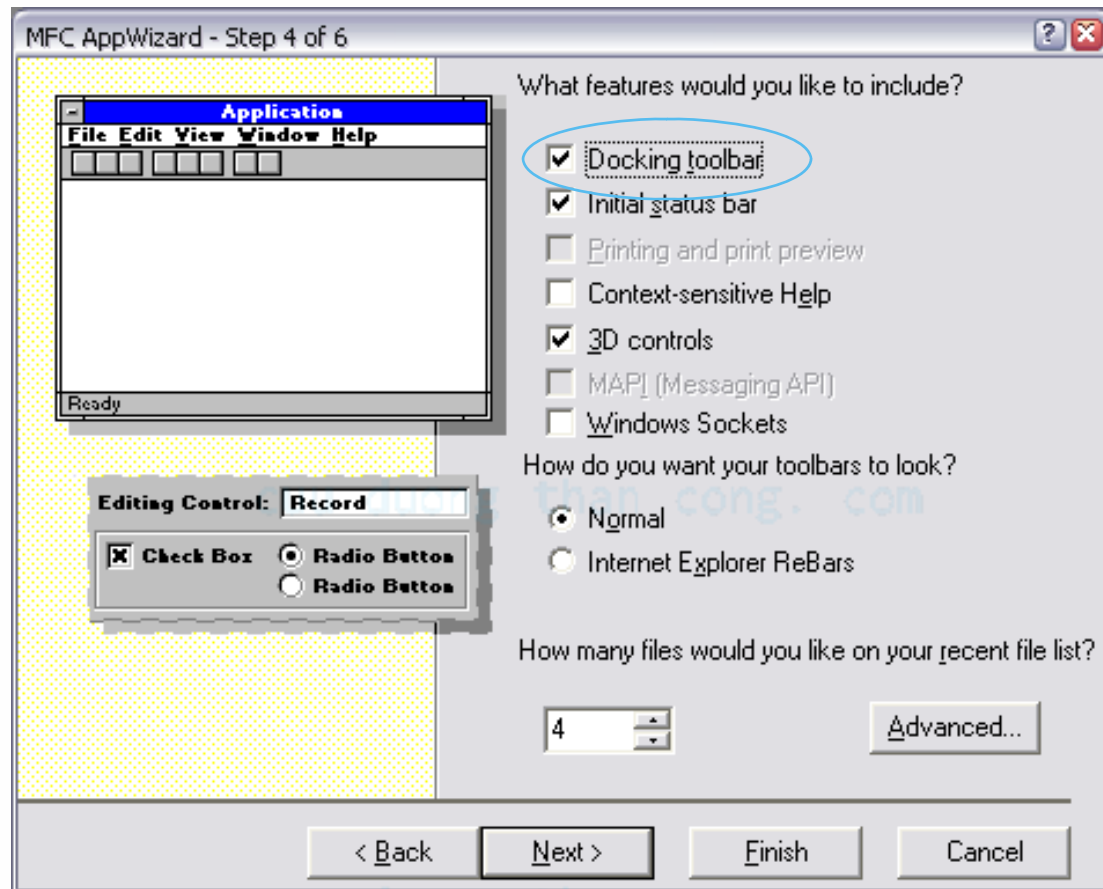 MFC AppWizard - Step 4 of 6
Application
File Edit View Window Help
Ready
Editing Control: Record
Check Box Radio Button
Radio Button
What features would you like to include?
Docking toolbar
Initial status bar
Printing and print preview
Context-sensitive Help
3D controls
MAPI (Messaging API)
Windows Sockets
How do you want your toolbars to look?
than cong. com
Normal
Internet Explorer ReBars
How many files would you like on your recent file list?
4
Advanced...
< Back Next > Finish Cancel